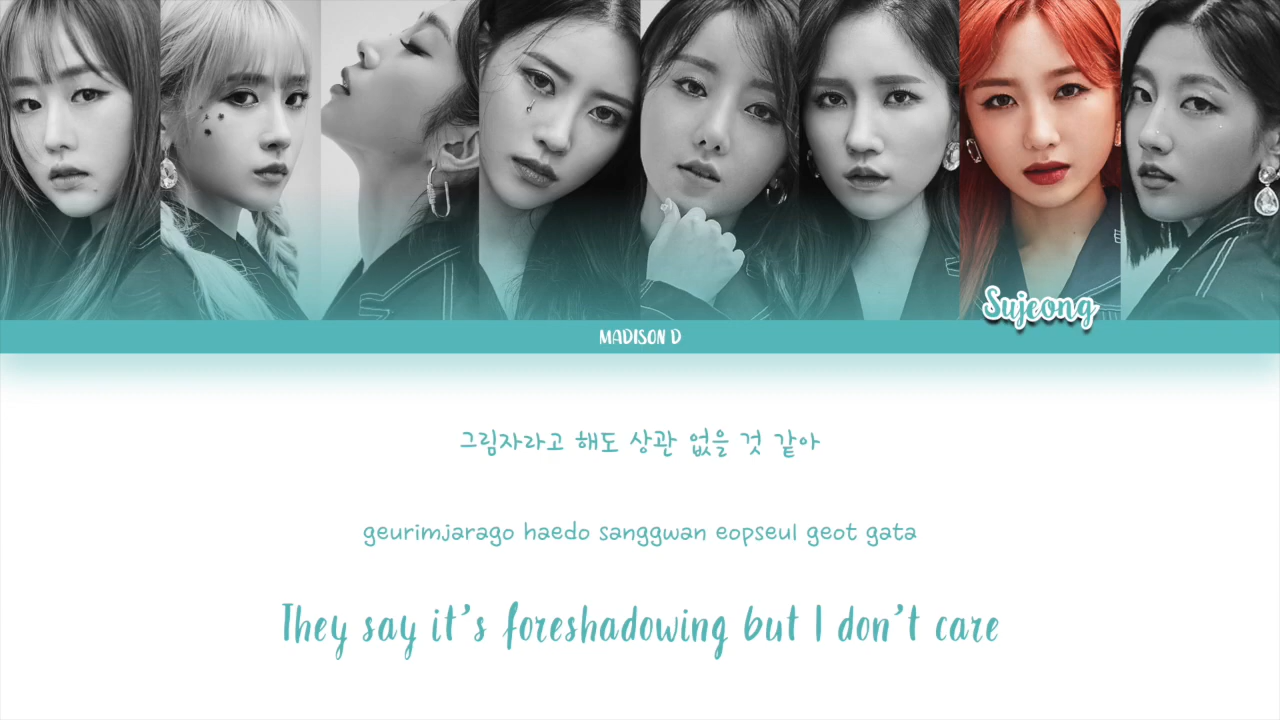 Sujeong
MADISON D
그림자라고 해도 상관 없을 것 같아
geurimjarago haedo sanggwan eopseul geot gata
They say it's foreshadowing but I don't care